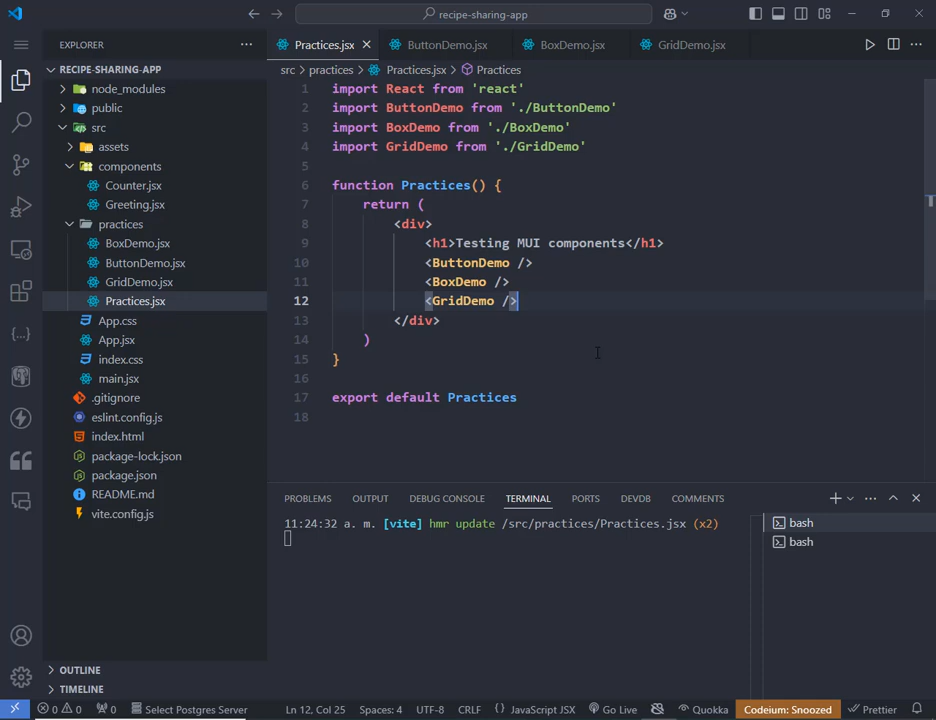 recipe-sharing-app
EXPLORER
RECIPE-SHARING-APP
node_modules
public
src
assets
components
Counter.jsx
Greeting.jsx
practices
BoxDemo.jsx
ButtonDemo.jsx
GridDemo.jsx
Practices.jsx
App.css
App.jsx
index.css
main.jsx
.gitignore
eslint.config.js
index.html
package-lock.json
package.json
README.md
vite.config.js
OUTLINE
TIMELINE
Practices.jsx ButtonDemo.jsx BoxDemo.jsx GridDemo.jsx
src > practices > Practices.jsx > Practices
1 import React from 'react'
2 import ButtonDemo from './ButtonDemo'
3 import BoxDemo from './BoxDemo'
4 import GridDemo from './GridDemo'
5
6 function Practices() {
7 return (
8 <div>
9 <h1>Testing MUI components</h1>
10 <ButtonDemo />
11 <BoxDemo />
12 <GridDemo />
13 </div>
14 )
15 }
16
17 export default Practices
18
PROBLEMS OUTPUT DEBUG CONSOLE TERMINAL PORTS DEVDB COMMENTS
11:24:32 a. m. [vite] hmr update /src/practices/Practices.jsx (x2)
bash
bash
0 0 0 Select Postgres Server Ln 12, Col 25 Spaces: 4 UTF-8 CRLF {} JavaScript JSX Go Live Quokka Codeium: Snoozed Prettier